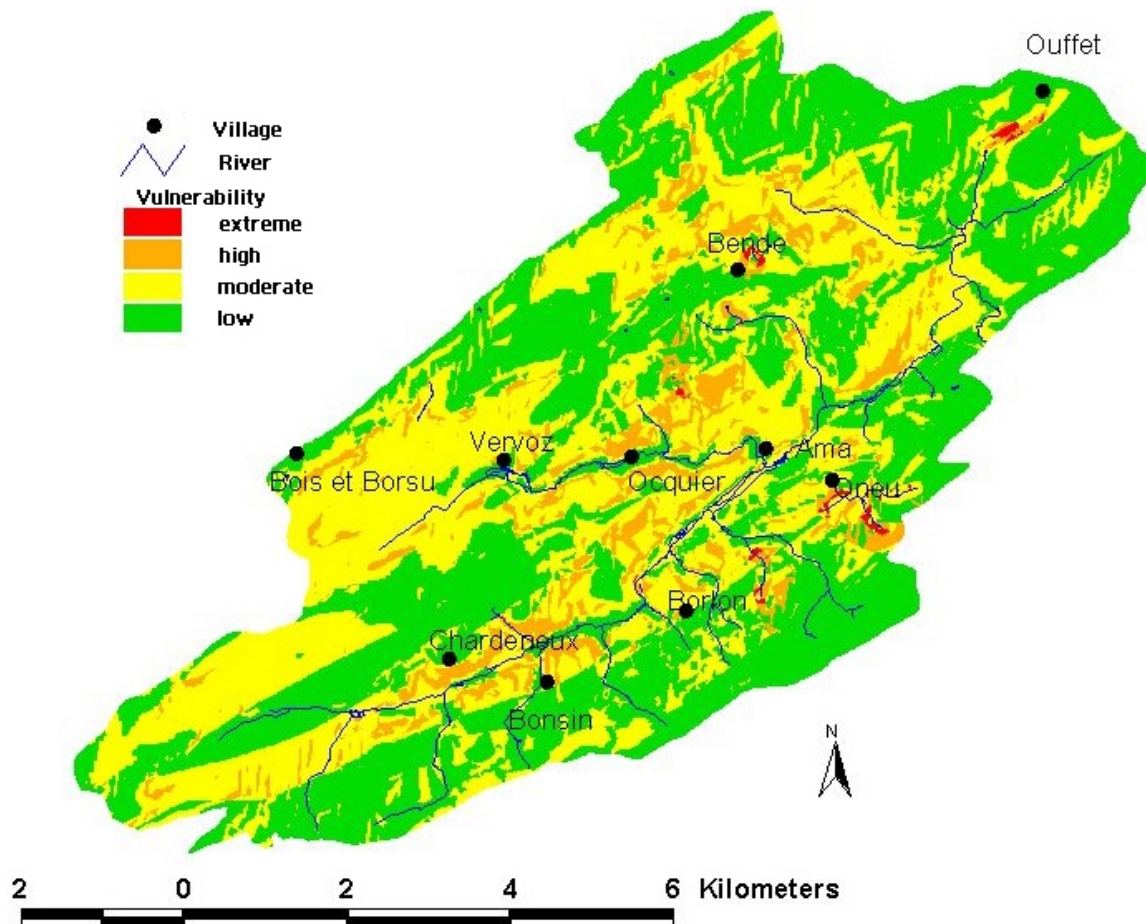 Ouffet
Village
River
Vulnerability
extreme
high
moderate
low
Bende
Vervoz
Ama
Bois et Borsu
Ocquier
Oneu
Borlon
Chardeneux
Bonsin
N
2 0 2 4 6 Kilometers